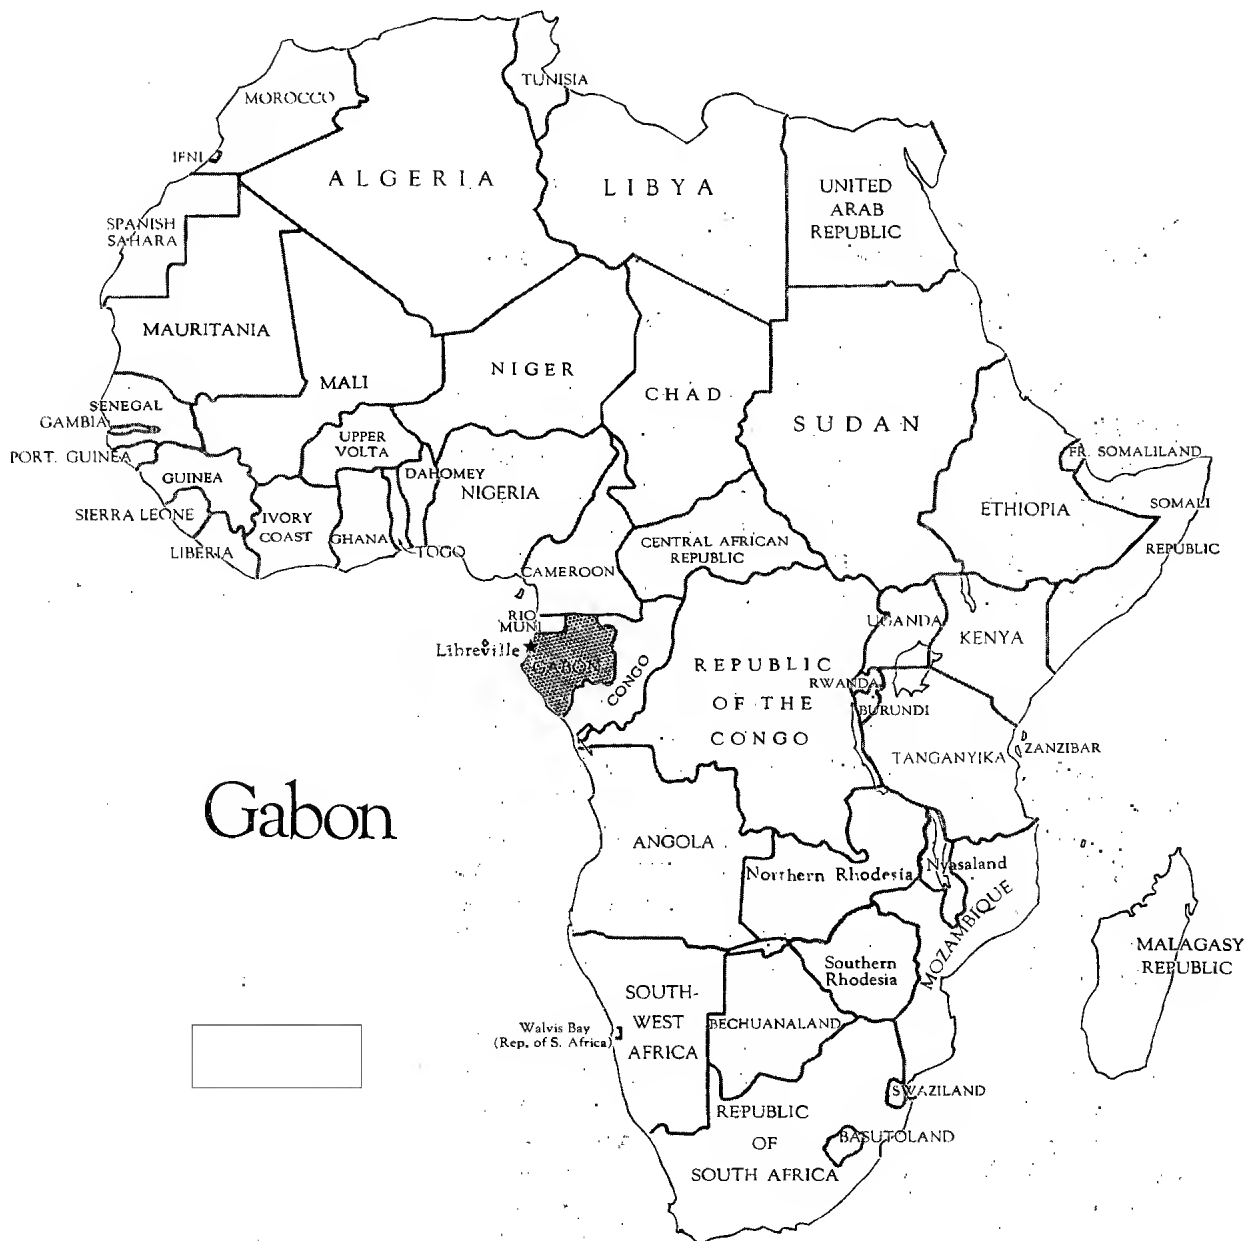 TUNISIA
MOROCCO
IFNI
ALGERIA
LIBYA
UNITED
ARAB
REPUBLIC
SPANISH
SAHARA
MAURITANIA
MALI
NIGER
CHAD
SUDAN
SENEGAL
GAMBIA
UPPER
VOLTA
PORT. GUINEA
GUINEA
DAHOMEY
NIGERIA
FR. SOMALILAND
SOMALI
REPUBLIC
ETHIOPIA
SIERRA LEONE
IVORY
COAST
GHANA
LIBERIA
TOGO
CENTRAL AFRICAN
REPUBLIC
CAMEROON
RIO
MUNI
Libreville
GABON
CONGO
REPUBLIC
OF THE
CONGO
UGANDA
KENYA
RWANDA
BURUNDI
TANGANYIKA
ZANZIBAR
Gabon
ANGOLA
Northern Rhodesia
Nyasaland
MOZAMBIQUE
MALAGASY
REPUBLIC
Southern
Rhodesia
SOUTH-
WEST
AFRICA
BECHUANALAND
Walvis Bay
(Rep. of S. Africa)
SWAZILAND
REPUBLIC
OF
SOUTH AFRICA
BASUTOLAND